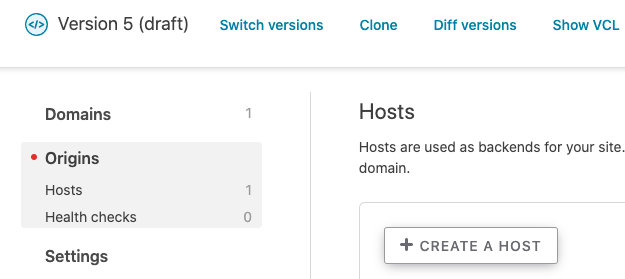 </> Version 5 (draft) Switch versions Clone Diff versions Show VCL
Domains 1
Origins
Hosts 1
Health checks 0
Settings
Hosts
Hosts are used as backends for your site.
domain.
+ CREATE A HOST